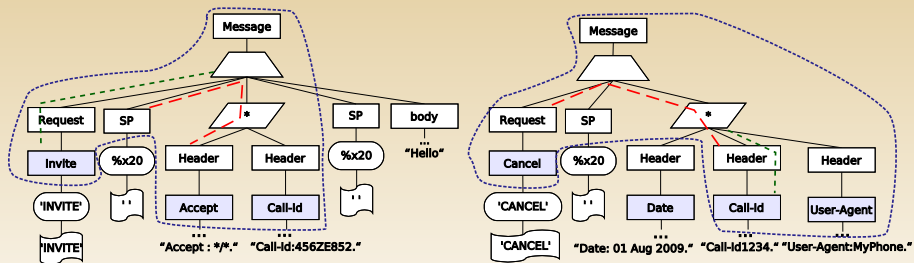 Message
Request
SP
*
SP
body
...
"Hello"
Invite
%x20
Header
Header
%x20
'INVITE'
' '
Accept
Call-Id
' '
'INVITE'
...
...
"Accept : */*."
"Call-Id:456ZE852."
Message
Request
SP
*
Cancel
%x20
Header
Header
Header
'CANCEL'
' '
Date
Call-Id
User-Agent
'CANCEL'
...
...
...
"Date: 01 Aug 2009."
"Call-Id1234."
"User-Agent:MyPhone."